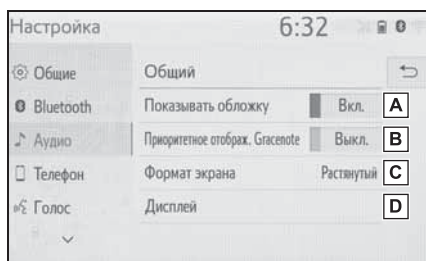 Настройка 6:32
Общие
Bluetooth
Аудио
Телефон
Голос
Общий
Показывать обложку Вкл. A
Приоритетное отображ. Gracenote Выкл. B
Формат экрана Растянутый C
Дисплей D